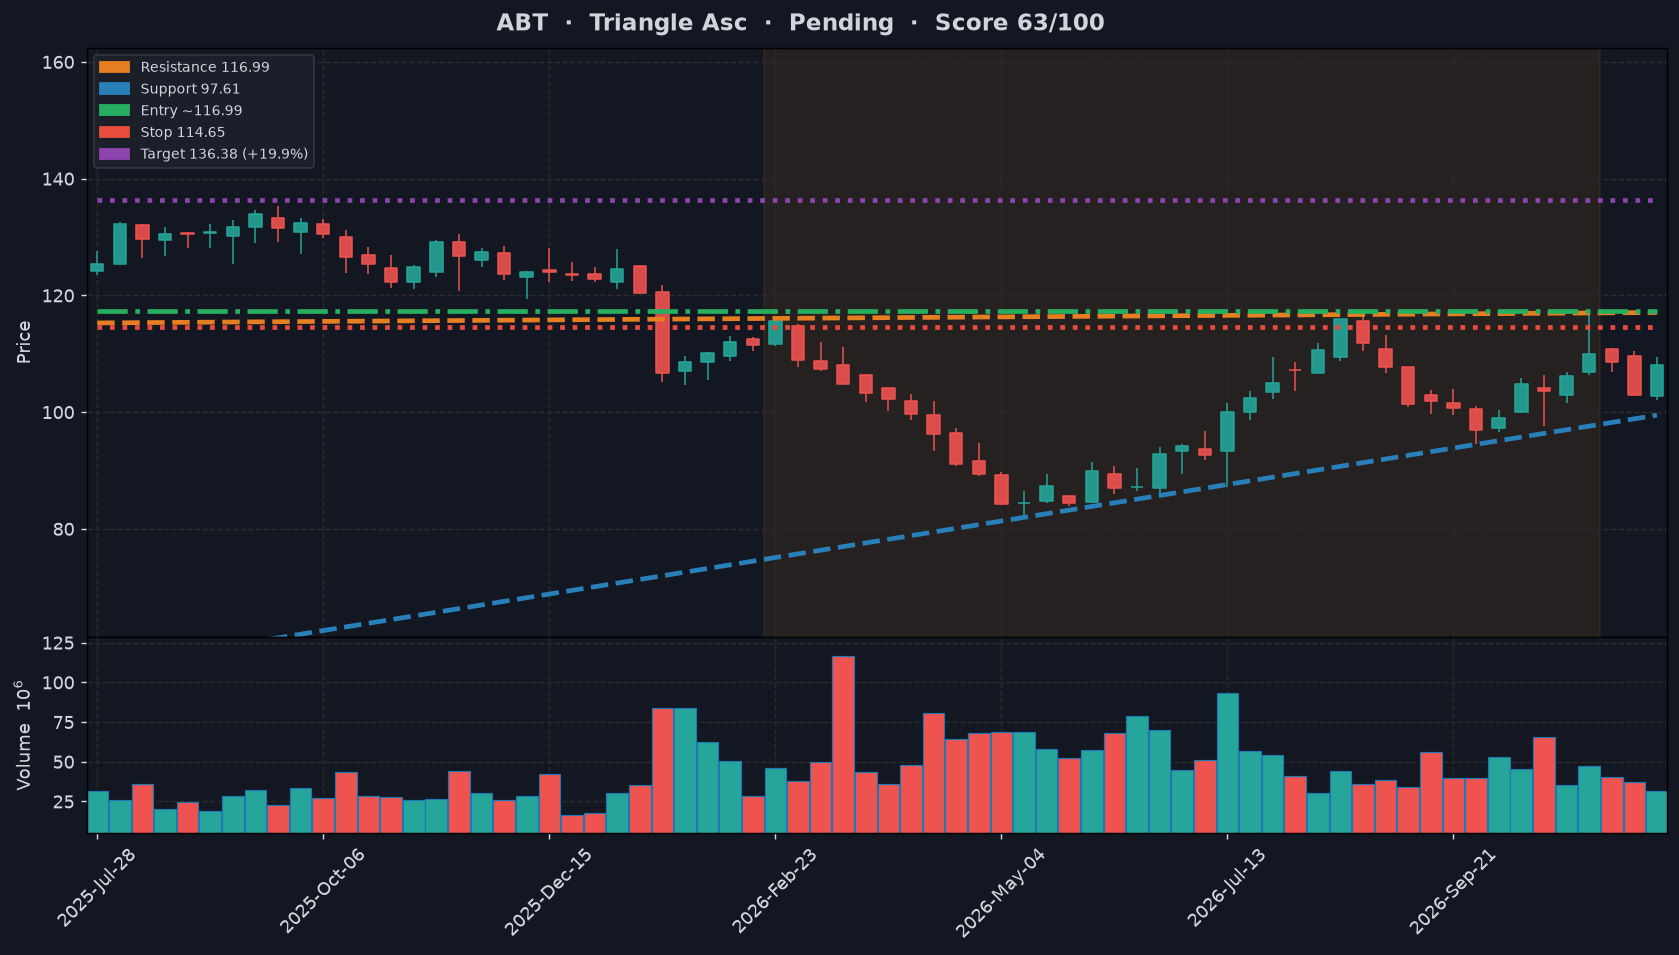 ABT · Triangle Asc · Pending · Score 63/100
Resistance 116.99
Support 97.61
Entry ~116.99
Stop 114.65
Target 136.38 (+19.9%)
Price
160
140
120
100
80
Volume 10⁶
125
100
75
50
25
2025-Jul-28
2025-Oct-06
2025-Dec-15
2026-Feb-23
2026-May-04
2026-Jul-13
2026-Sep-21